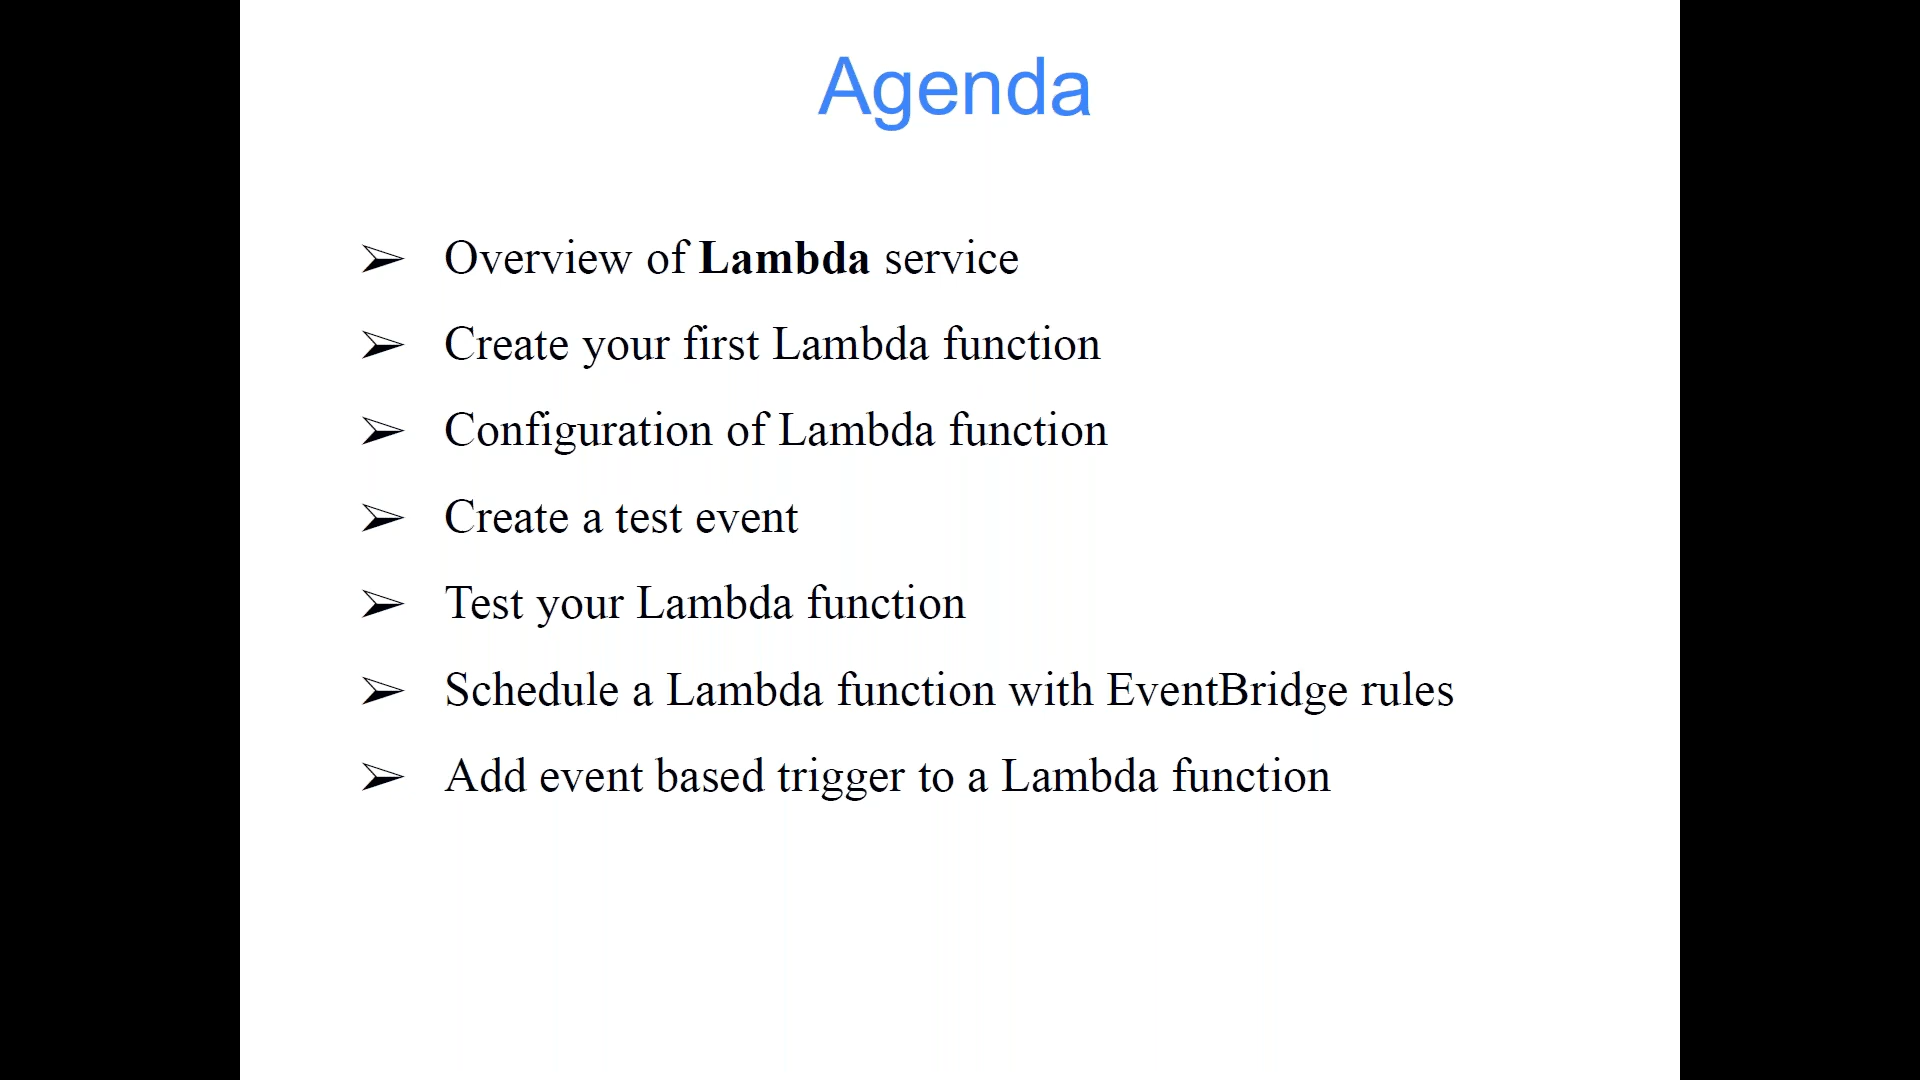 Agenda
➢ Overview of Lambda service
➢ Create your first Lambda function
➢ Configuration of Lambda function
➢ Create a test event
➢ Test your Lambda function
➢ Schedule a Lambda function with EventBridge rules
➢ Add event based trigger to a Lambda function